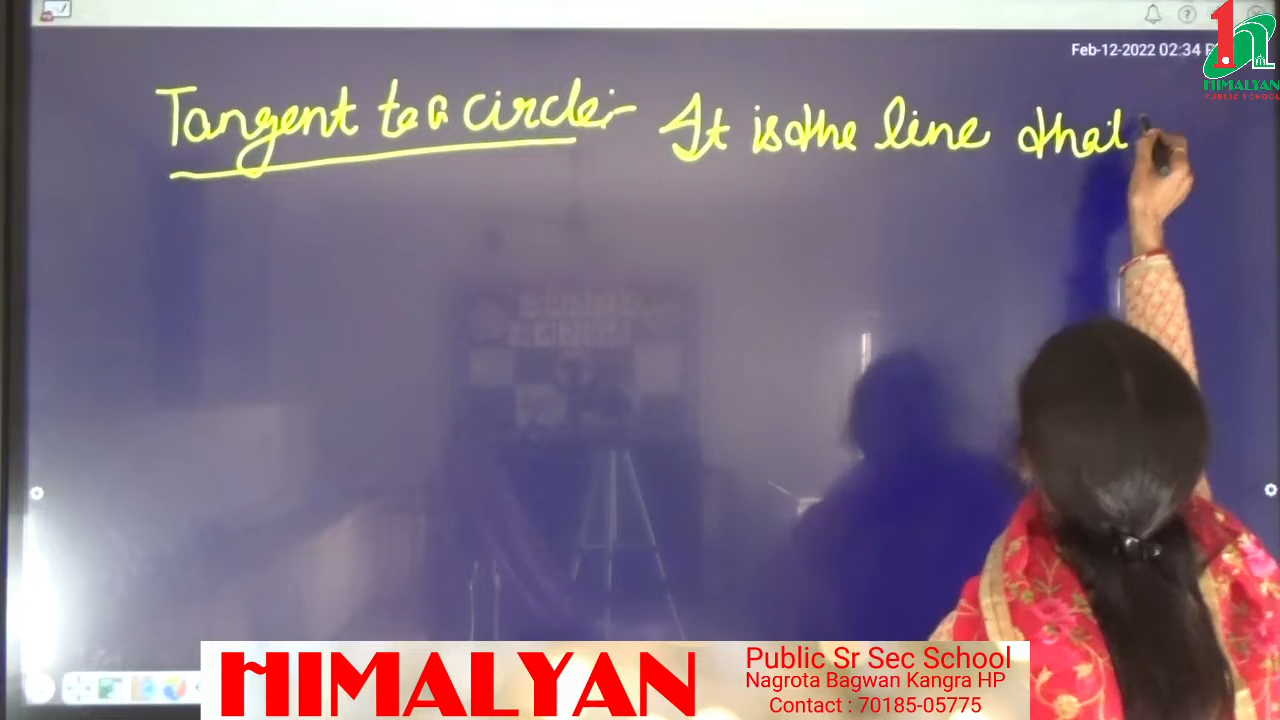 Feb-12-2022 02:34 P
HIMALYAN
PUBLIC SCHOOL
Tangent to a circle:- It is the line that
HIMALYAN
Public Sr Sec School
Nagrota Bagwan Kangra HP
Contact : 70185-05775